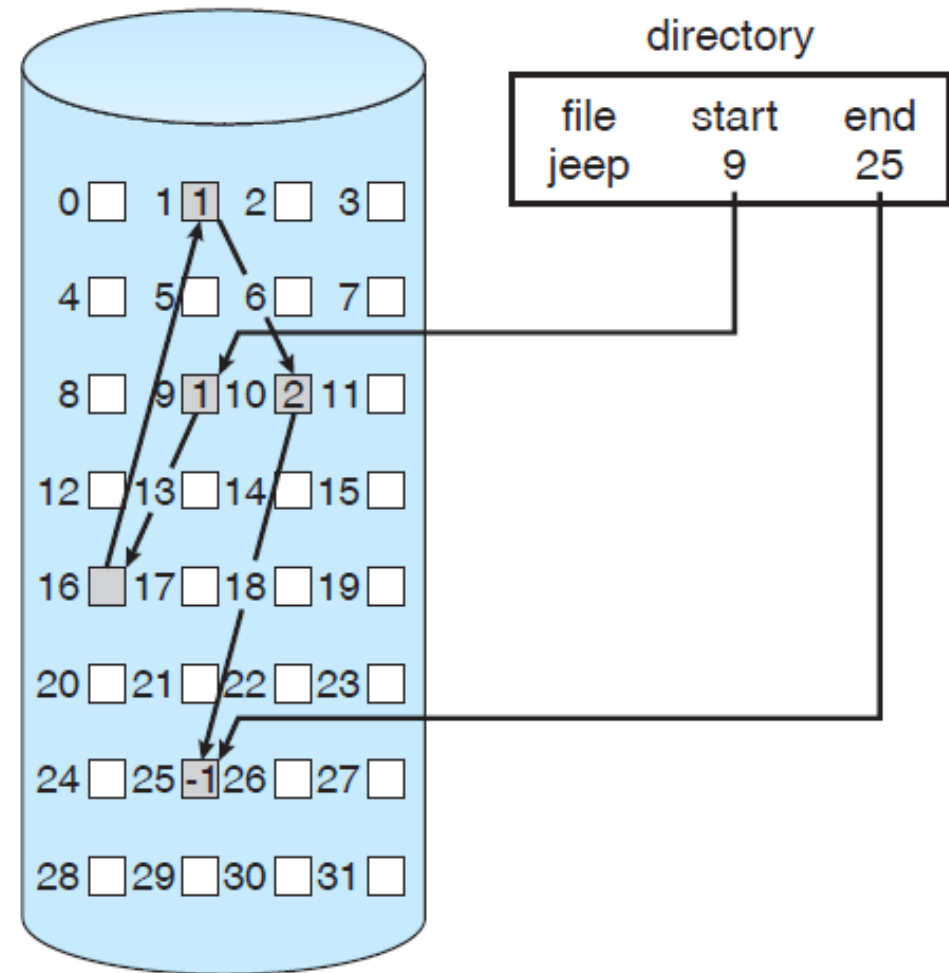 directory
file start end
jeep 9 25
0 1 1 2 3
4 5 6 7
8 9 1 10 2 11
12 13 14 15
16 17 18 19
20 21 22 23
24 25 -1 26 27
28 29 30 31